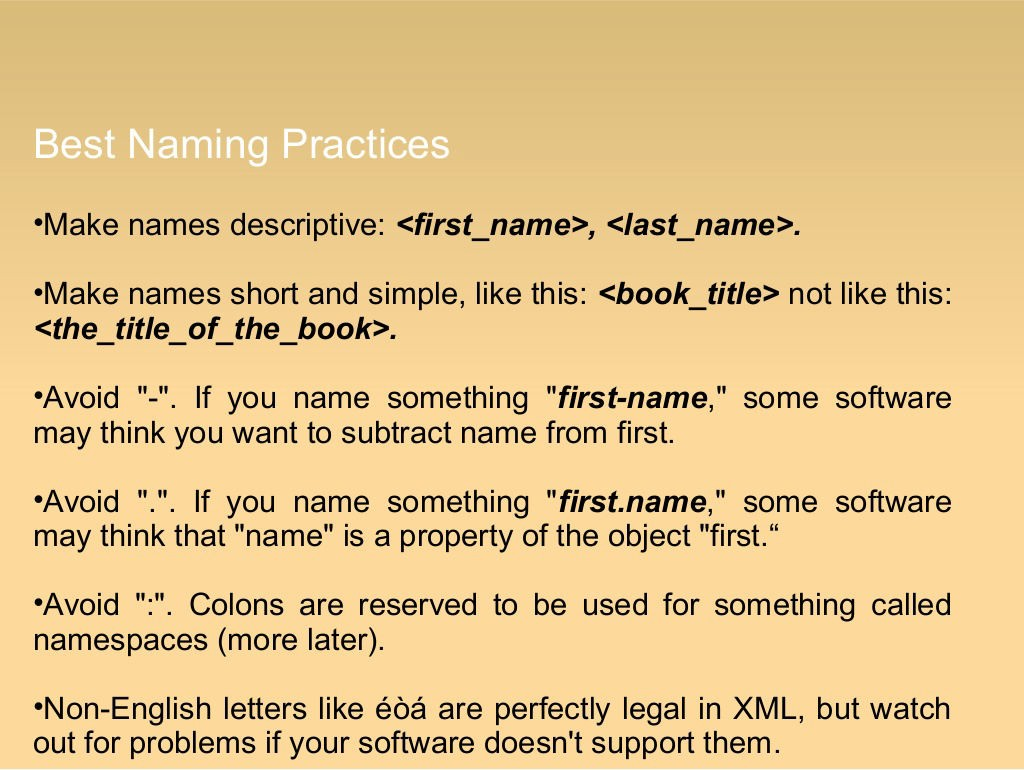 Best Naming Practices
•Make names descriptive: <first_name>, <last_name>.
•Make names short and simple, like this: <book_title> not like this:
<the_title_of_the_book>.
•Avoid "-". If you name something "first-name," some software
may think you want to subtract name from first.
•Avoid ".". If you name something "first.name," some software
may think that "name" is a property of the object "first.“
•Avoid ":". Colons are reserved to be used for something called
namespaces (more later).
•Non-English letters like éòá are perfectly legal in XML, but watch
out for problems if your software doesn't support them.